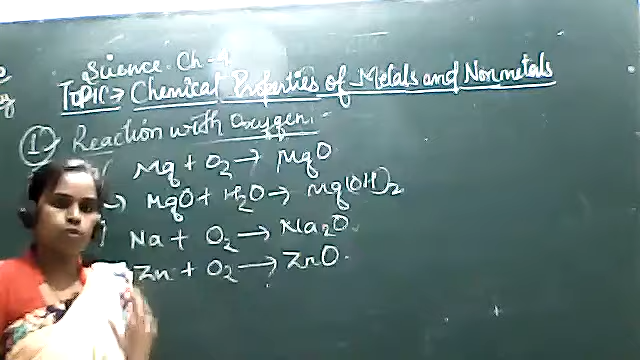 Science. Ch-4
Topic → Chemical Properties of Metals and Nonmetals
① Reaction with Oxygen.
Mg + O₂ → MgO
→ MgO + H₂O → Mg(OH)₂
Na + O₂ → Na₂O.
Zn + O₂ → ZnO.